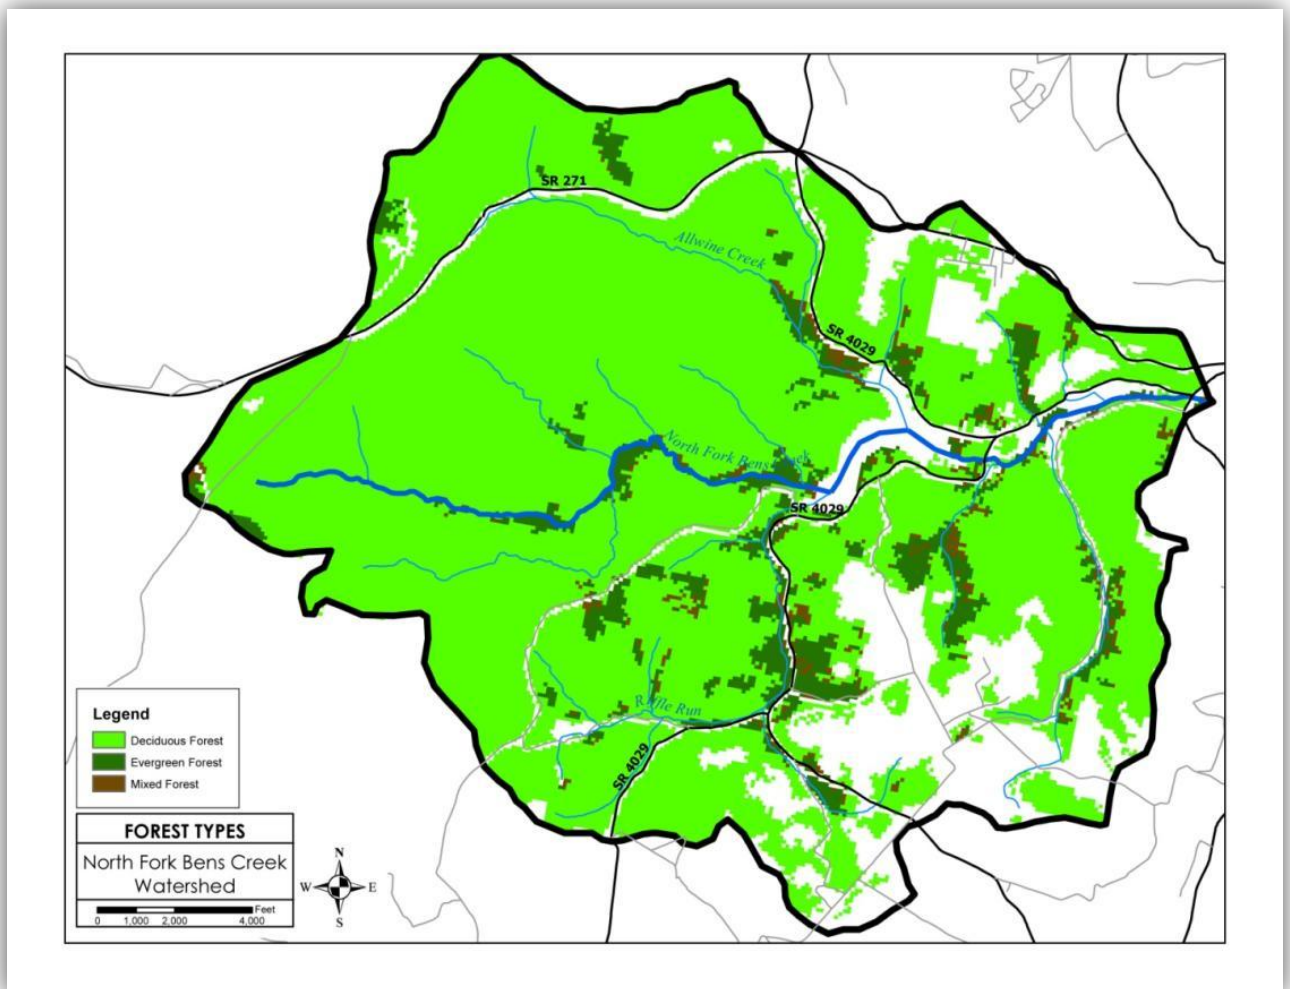 SR 271
Allwine Creek
SR 4029
North Fork Bens Creek
SR 4029
Riffle Run
SR 4029
Legend
Deciduous Forest
Evergreen Forest
Mixed Forest
FOREST TYPES
North Fork Bens Creek
Watershed
Feet
0 1,000 2,000 4,000
N
W E
S